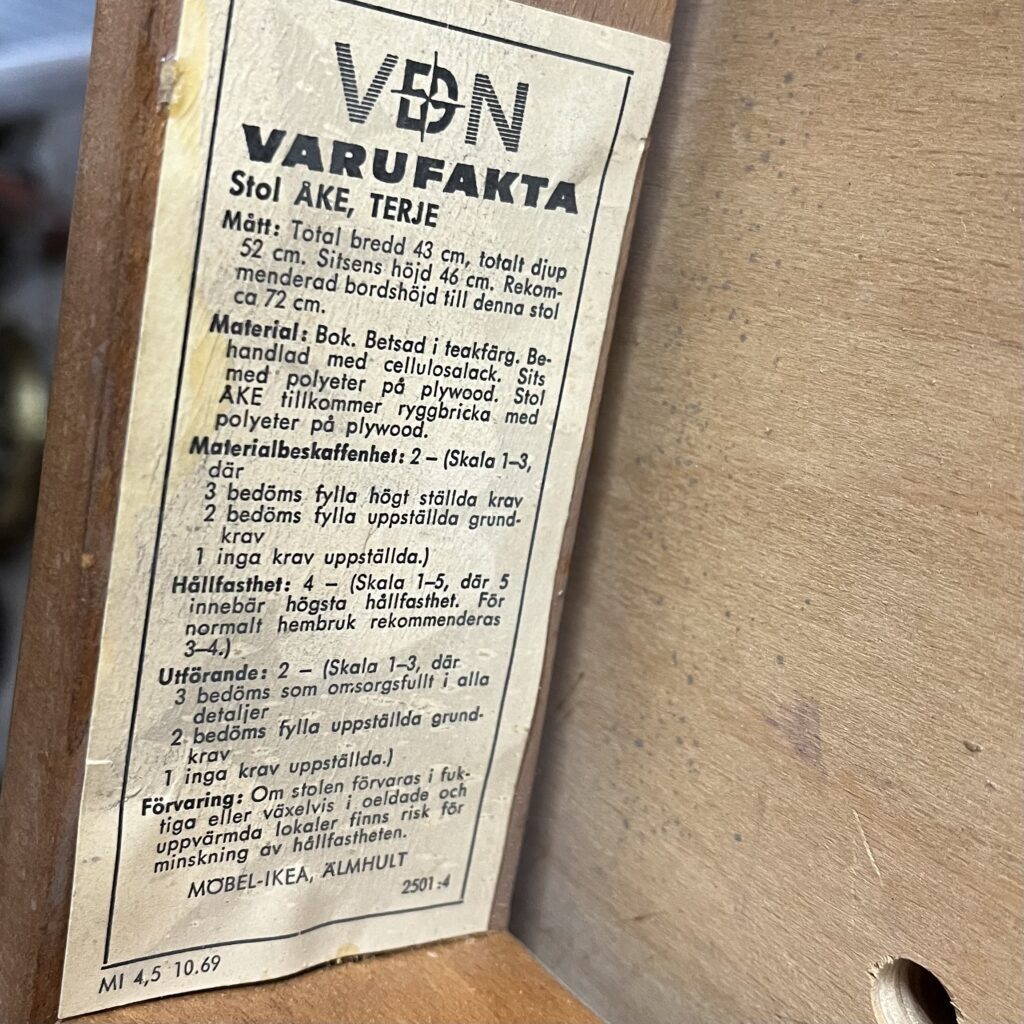 VDN
VARUFAKTA
Stol ÅKE, TERJE
Mått: Total bredd 43 cm, totalt djup
52 cm. Sitsens höjd 46 cm. Rekom-
menderad bordshöjd till denna stol
ca 72 cm.
Material: Bok. Betsad i teakfärg. Be-
handlad med cellulosalack. Sits
med polyeter på plywood. Stol
ÅKE tillkommer ryggbricka med
polyeter på plywood.
Materialbeskaffenhet: 2 – (Skala 1–3,
där
3 bedöms fylla högt ställda krav
2 bedöms fylla uppställda grund-
krav
1 inga krav uppställda.)
Hållfasthet: 4 – (Skala 1–5, där 5
innebär högsta hållfasthet. För
normalt hembruk rekommenderas
3–4.)
Utförande: 2 – (Skala 1–3, där
3 bedöms som omsorgsfullt i alla
detaljer
2 bedöms fylla uppställda grund-
krav
1 inga krav uppställda.)
Förvaring: Om stolen förvaras i fuk-
tiga eller växelvis i oeldade och
uppvärmda lokaler finns risk för
minskning av hållfastheten.
MÖBEL-IKEA, ÄLMHULT
2501:4
MI 4,5 10.69